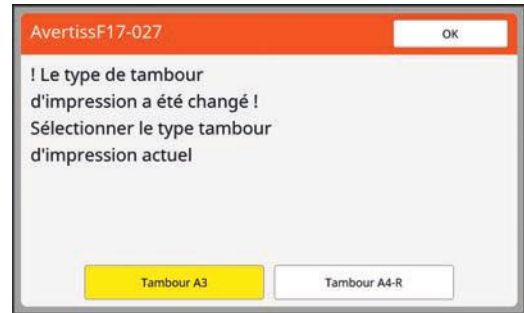 AvertissF17-027
OK
! Le type de tambour
d'impression a été changé !
Sélectionner le type tambour
d'impression actuel
Tambour A3
Tambour A4-R